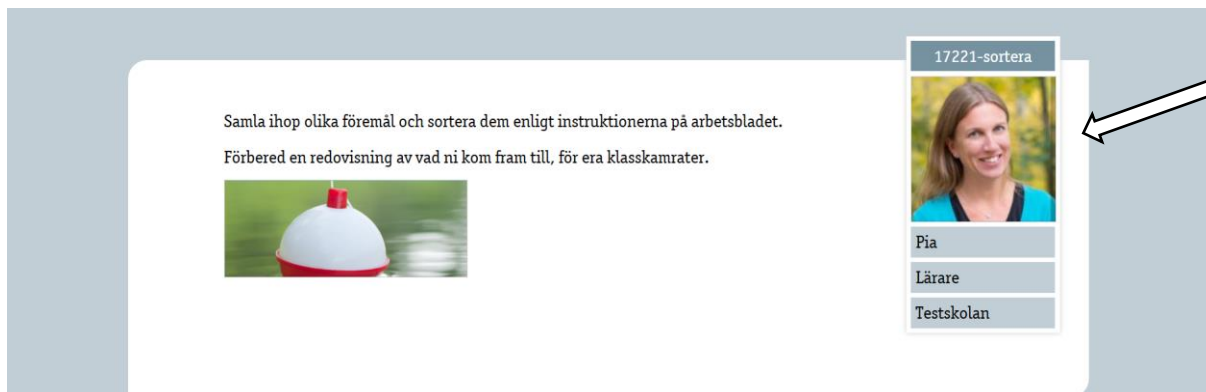 17221-sortera
Samla ihop olika föremål och sortera dem enligt instruktionerna på arbetsbladet.
Förbered en redovisning av vad ni kom fram till, för era klasskamrater.
Pia
Lärare
Testskolan